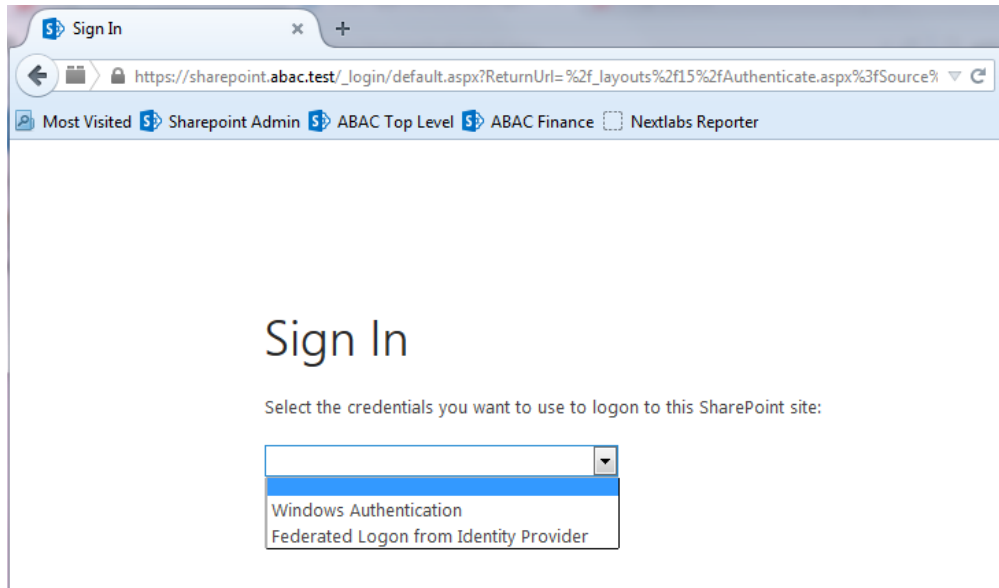 Sign In
https://sharepoint.abac.test/_login/default.aspx?ReturnUrl=%2f_layouts%2f15%2fAuthenticate.aspx%3fSource%
Most Visited Sharepoint Admin ABAC Top Level ABAC Finance Nextlabs Reporter
Sign In
Select the credentials you want to use to logon to this SharePoint site:
Windows Authentication
Federated Logon from Identity Provider